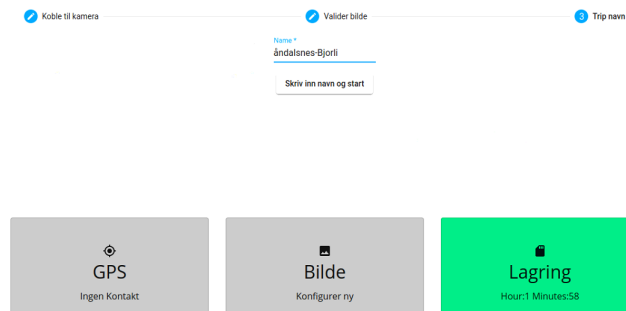 Koble til kamera
Valider bilde
3 Trip navn
Name *
åndalsnes-Bjorli
Skriv inn navn og start
GPS
Ingen Kontakt
Bilde
Konfigurer ny
Lagring
Hour:1 Minutes:58